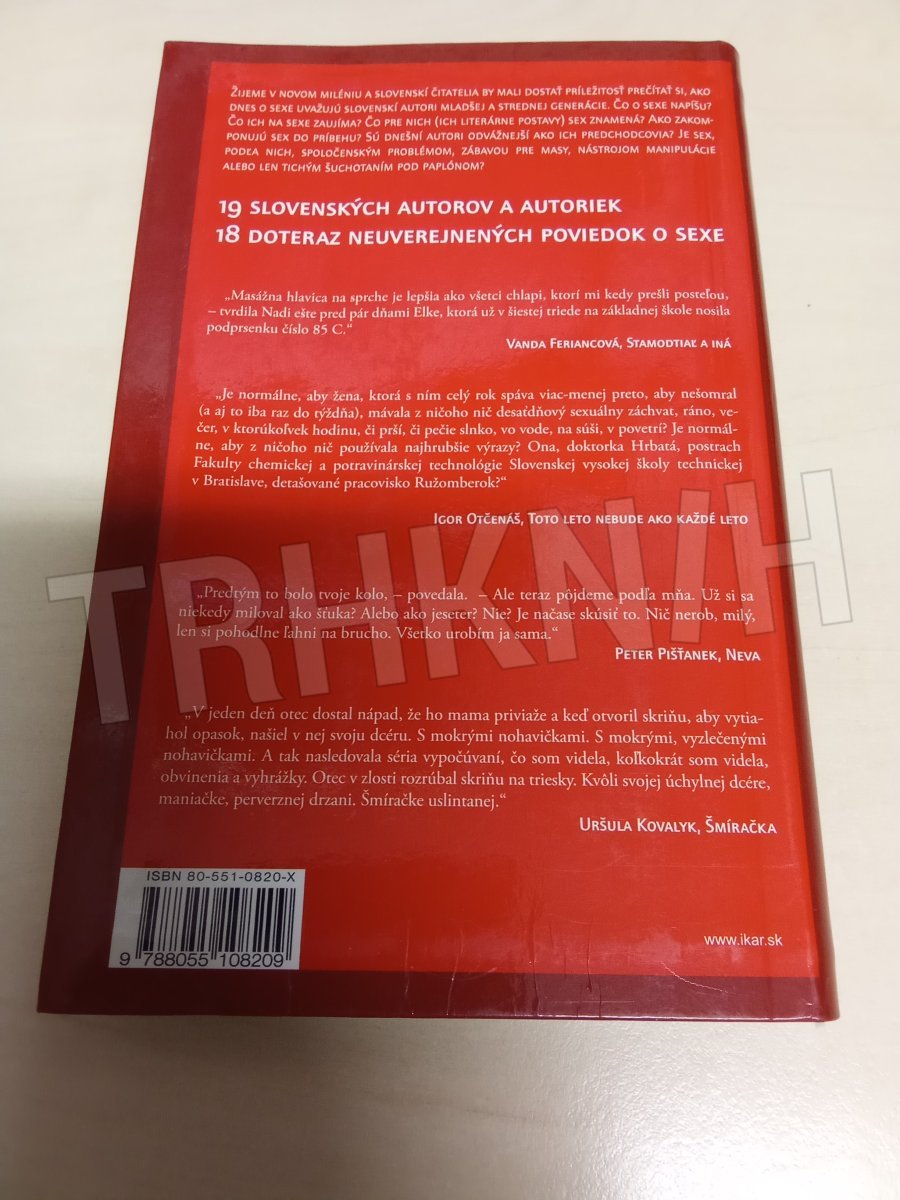 ŽIJEME V NOVOM MILÉNIU A SLOVENSKÍ ČITATELIA BY MALI DOSTAŤ PRÍLEŽITOSŤ PREČÍTAŤ SI, AKO
DNES O SEXE UVAŽUJÚ SLOVENSKÍ AUTORI MLADŠEJ A STREDNEJ GENERÁCIE. ČO O SEXE NAPÍŠU?
ČO ICH NA SEXE ZAUJÍMA? ČO PRE NICH (ICH LITERÁRNE POSTAVY) SEX ZNAMENÁ? AKO ZAKOM-
PONUJÚ SEX DO PRÍBEHU? SÚ DNEŠNÍ AUTORI ODVÁŽNEJŠÍ AKO ICH PREDCHODCOVIA? JE SEX,
PODĽA NICH, SPOLOČENSKÝM PROBLÉMOM, ZÁBAVOU PRE MASY, NÁSTROJOM MANIPULÁCIE
ALEBO LEN TICHÝM ŠUCHOTANÍM POD PAPLÓNOM?
19 SLOVENSKÝCH AUTOROV A AUTORIEK
18 DOTERAZ NEUVEREJNENÝCH POVIEDOK O SEXE
„Masážna hlavica na sprche je lepšia ako všetci chlapi, ktorí mi kedy prešli posteľou,
– tvrdila Nadi ešte pred pár dňami Elke, ktorá už v šiestej triede na základnej škole nosila
podprsenku číslo 85 C.“
VANDA FERIANCOVÁ, STAMODTIAĽ A INÁ
„Je normálne, aby žena, ktorá s ním celý rok spáva viac-menej preto, aby nešomral
(a aj to iba raz do týždňa), mávala z ničoho nič desaťdňový sexuálny záchvat, ráno, ve-
čer, v ktorúkoľvek hodinu, či prší, či pečie slnko, vo vode, na súši, v povetrí? Je normál-
ne, aby z ničoho nič používala najhrubšie výrazy? Ona, doktorka Hrbatá, postrach
Fakulty chemickej a potravinárskej technológie Slovenskej vysokej školy technickej
v Bratislave, detašované pracovisko Ružomberok?“
IGOR OTČENÁŠ, TOTO LETO NEBUDE AKO KAŽDÉ LETO
TRHKNIH
„Predtým to bolo tvoje kolo, – povedala. – Ale teraz pôjdeme podľa mňa. Už si sa
niekedy miloval ako šťuka? Alebo ako jeseter? Nie? Je načase skúsiť to. Nič nerob, milý,
len si pohodlne ľahni na brucho. Všetko urobím ja sama.“
PETER PIŠŤANEK, NEVA
„V jeden deň otec dostal nápad, že ho mama priviaže a keď otvoril skriňu, aby vytia-
hol opasok, našiel v nej svoju dcéru. S mokrými nohavičkami. S mokrými, vyzlečenými
nohavičkami. A tak nasledovala séria vypočúvaní, čo som videla, koľkokrát som videla,
obvinenia a vyhrážky. Otec v zlosti rozrúbal skriňu na triesky. Kvôli svojej úchylnej dcére,
maniačke, perverznej drzani. Šmíračke uslintanej.“
URŠULA KOVALYK, ŠMÍRAČKA
ISBN 80-551-0820-X
9 788055 108209
www.ikar.sk